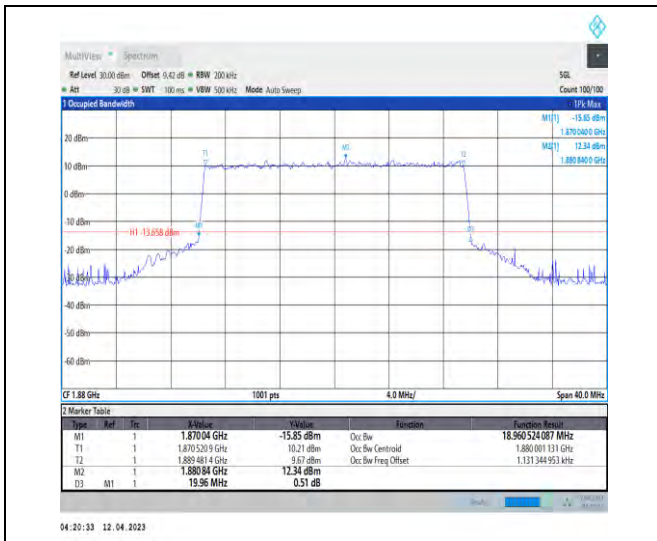 MultiView Spectrum
Ref Level 30.00 dBm Offset 9.42 dB RBW 200 kHz SGL
Att 30 dB SWT 100 ms VBW 500 kHz Mode Auto Sweep Count 100/100
1 Occupied Bandwidth 1Pk Max
M1[1] -15.85 dBm
1.870 040 0 GHz
20 dBm M2[1] 12.34 dBm
1.880 840 0 GHz
T1 M2 T2
10 dBm
0 dBm
-10 dBm
H1 -13.658 dBm
-20 dBm
-30 dBm
-40 dBm
-50 dBm
-60 dBm
CF 1.88 GHz 1001 pts 4.0 MHz/ Span 40.0 MHz
2 Marker Table
Type Ref Trc X-Value Y-Value Function Function Result
M1 1 1.87004 GHz -15.85 dBm Occ Bw 18.960 524 087 MHz
T1 1 1.870 520 9 GHz 10.21 dBm Occ Bw Centroid 1.880 001 131 GHz
T2 1 1.889 481 4 GHz 9.67 dBm Occ Bw Freq Offset 1.131 344 953 kHz
M2 1 1.88084 GHz 12.34 dBm
D3 M1 1 19.96 MHz 0.51 dB
04:20:33 12.04.2023